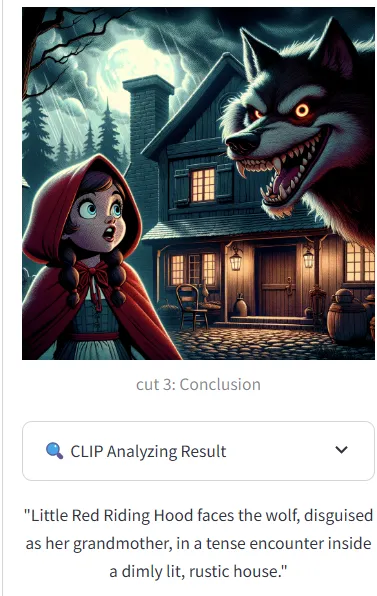 cut 3: Conclusion
CLIP Analyzing Result
"Little Red Riding Hood faces the wolf, disguised
as her grandmother, in a tense encounter inside
a dimly lit, rustic house."